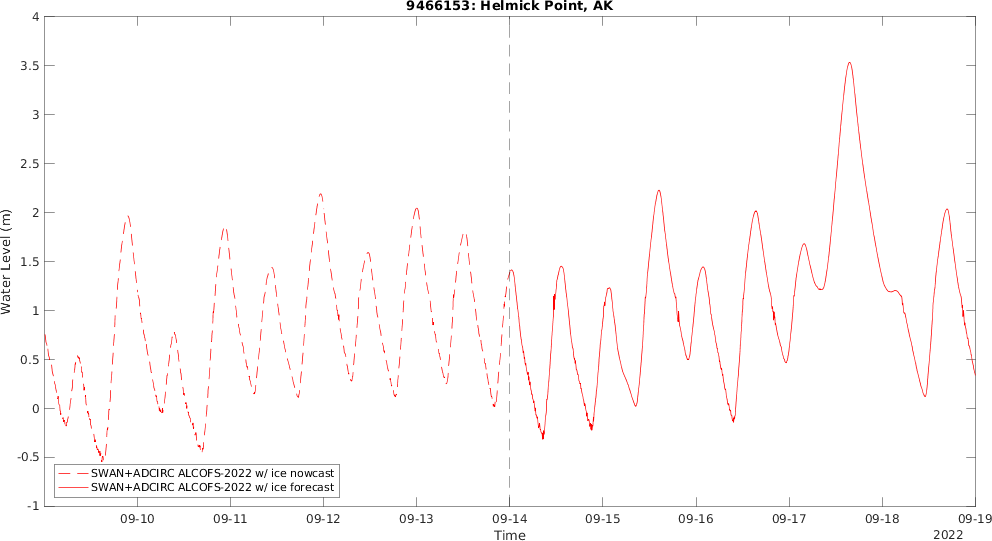 9466153: Helmick Point, AK
4
3.5
3
2.5
2
1.5
1
0.5
0
-0.5
-1
Water Level (m)
SWAN+ADCIRC ALCOFS-2022 w/ ice nowcast
SWAN+ADCIRC ALCOFS-2022 w/ ice forecast
09-10 09-11 09-12 09-13 09-14 09-15 09-16 09-17 09-18 09-19
Time
2022